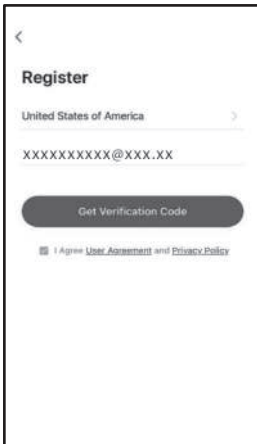 Register
United States of America
xxxxxxxxxx@xxx.xx
Get Verification Code
I Agree User Agreement and Privacy Policy